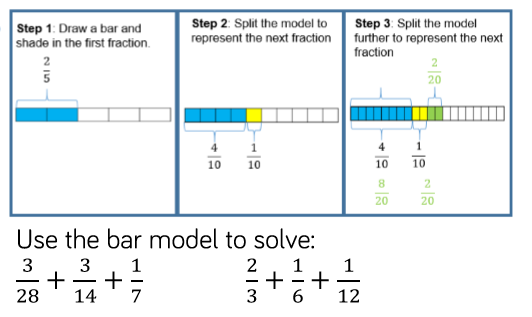 Step 1: Draw a bar and
shade in the first fraction.
2/5
Step 2: Split the model to
represent the next fraction
4/10 1/10
Step 3: Split the model
further to represent the next
fraction
2/20
4/10 1/10
8/20 2/20
Use the bar model to solve:
3/28 + 3/14 + 1/7 2/3 + 1/6 + 1/12